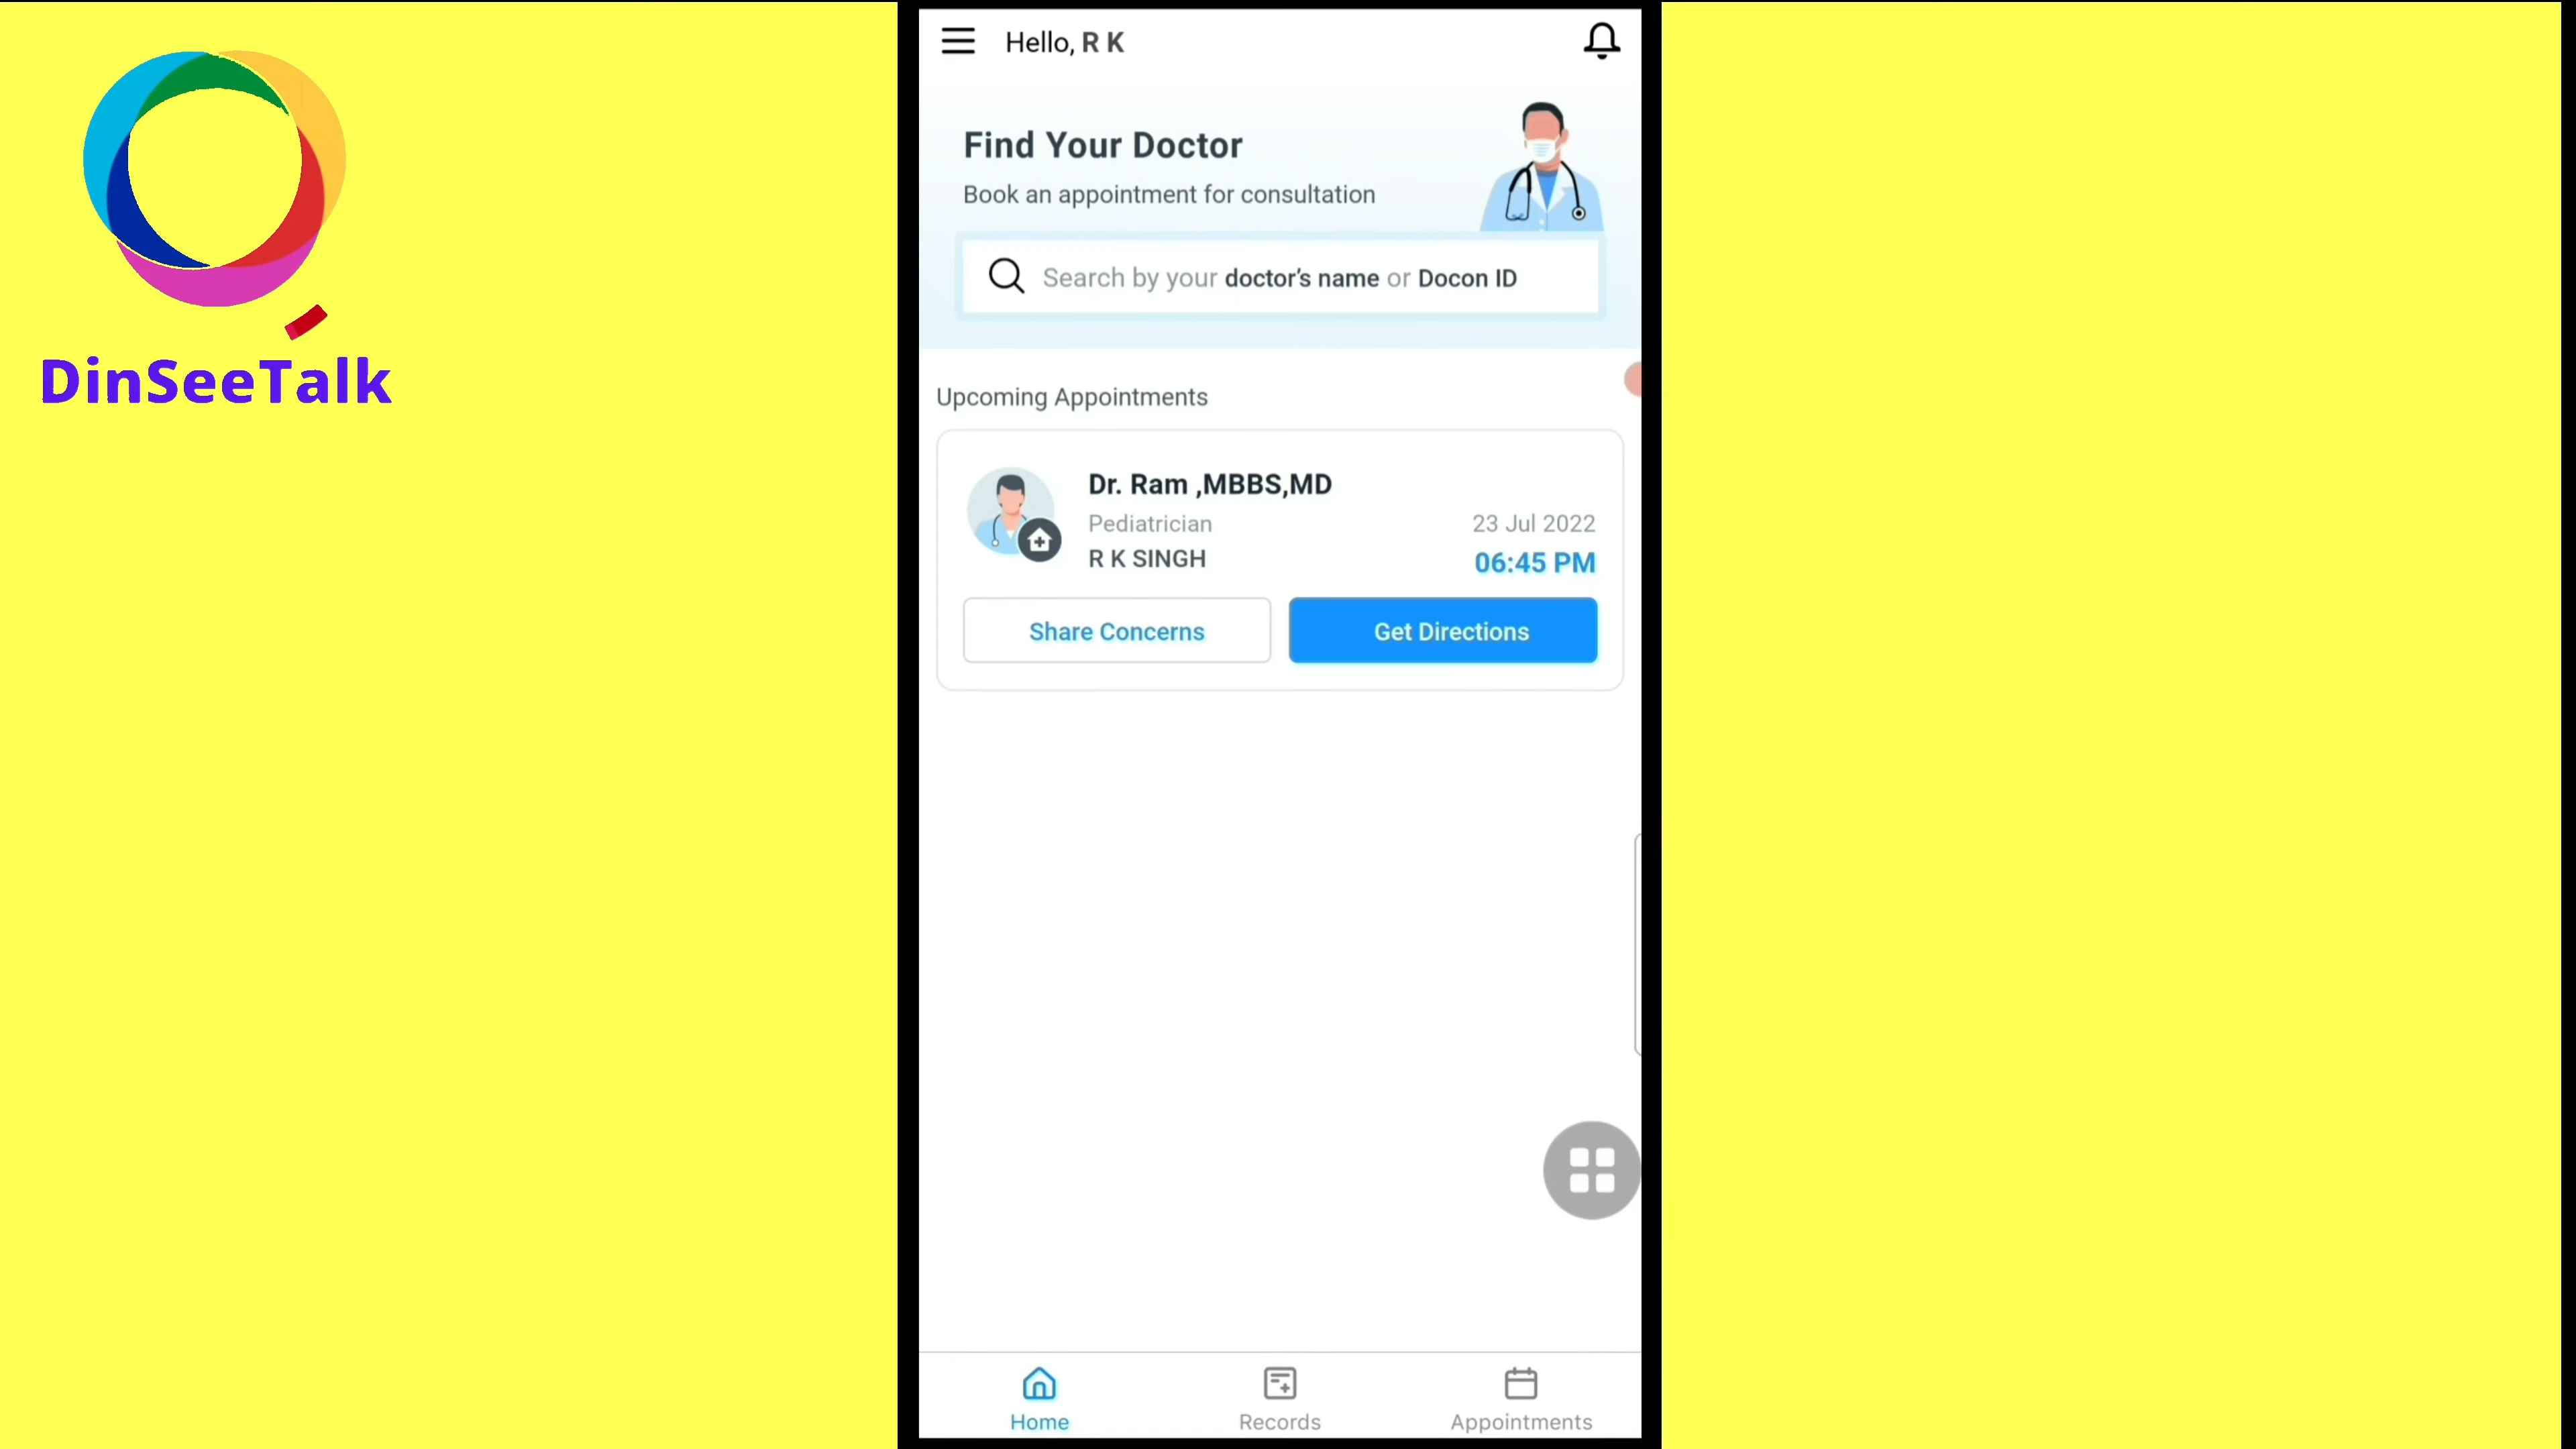 DinSeeTalk
Hello, R K
Find Your Doctor
Book an appointment for consultation
Search by your doctor's name or Docon ID
Upcoming Appointments
Dr. Ram ,MBBS,MD
Pediatrician
23 Jul 2022
R K SINGH
06:45 PM
Share Concerns
Get Directions
Home
Records
Appointments